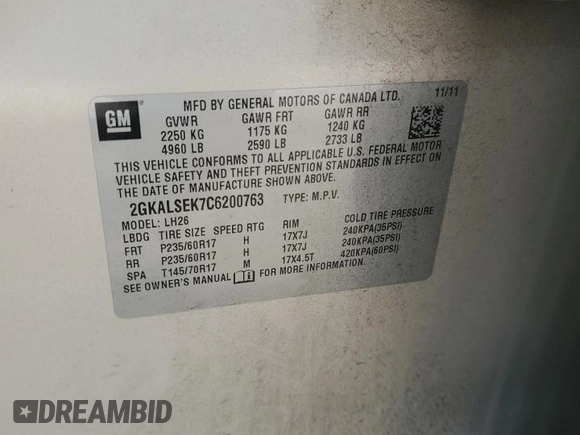 GM
MFD BY GENERAL MOTORS OF CANADA LTD. 11/11
GVWR GAWR FRT GAWR RR
2250 KG 1175 KG 1240 KG
4960 LB 2590 LB 2733 LB
THIS VEHICLE CONFORMS TO ALL APPLICABLE U.S. FEDERAL MOTOR
VEHICLE SAFETY AND THEFT PREVENTION STANDARDS IN EFFECT ON
THE DATE OF MANUFACTURE SHOWN ABOVE.
2GKALSEK7C6200763 TYPE: M.P.V.
MODEL: LH26
LBDG TIRE SIZE SPEED RTG RIM COLD TIRE PRESSURE
FRT P235/60R17 H 17X7J 240KPA(35PSI)
RR P235/60R17 H 17X7J 240KPA(35PSI)
SPA T145/70R17 M 17X4.5T 420KPA(60PSI)
SEE OWNER'S MANUAL FOR MORE INFORMATION
DREAMBID